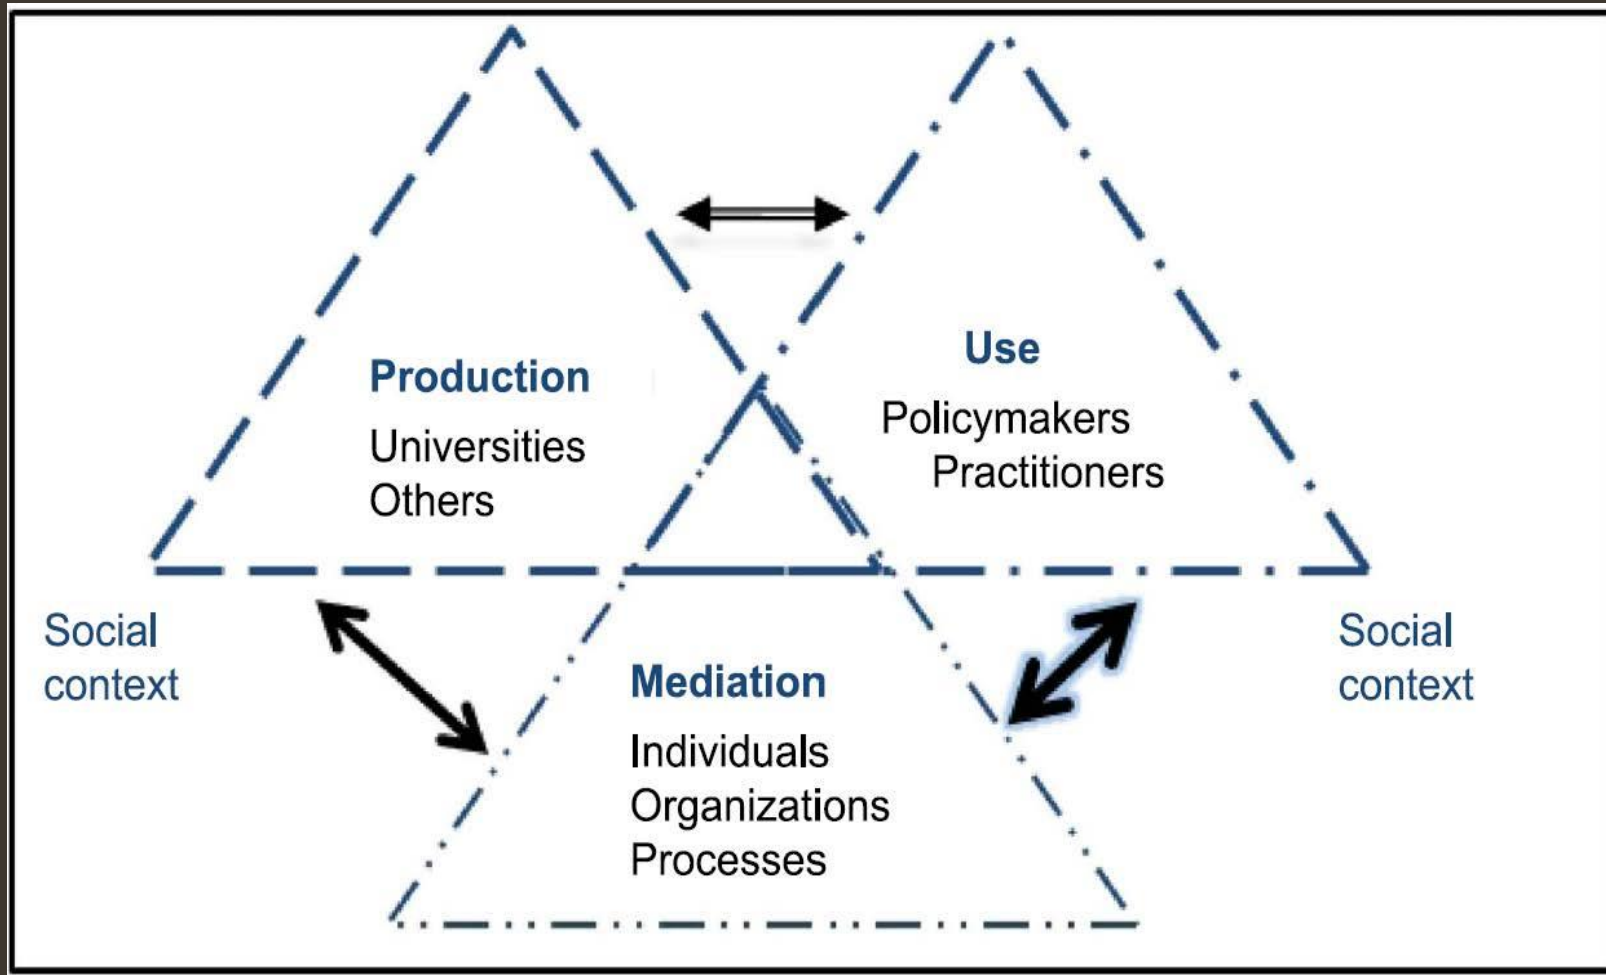 Production
Universities
Others
Use
Policymakers
Practitioners
Social
context
Mediation
Individuals
Organizations
Processes
Social
context